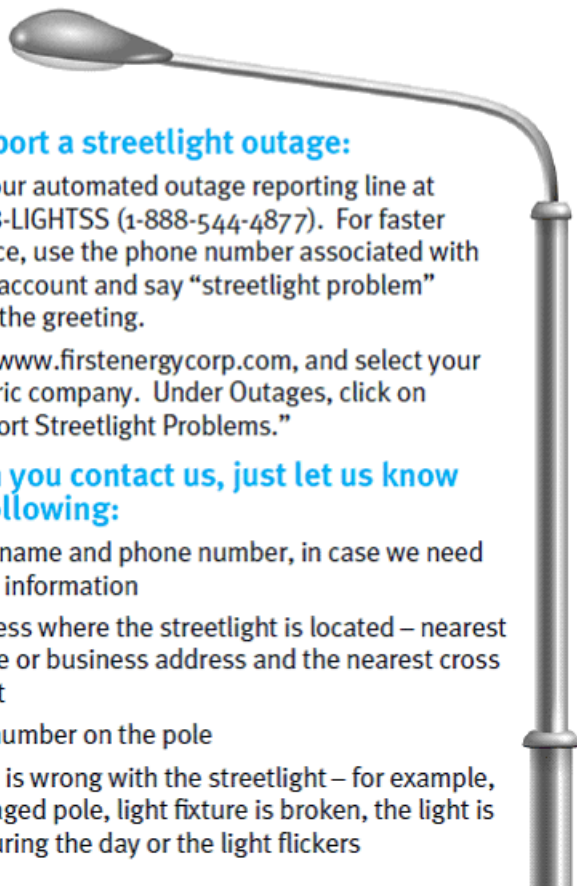 port a streetlight outage:
our automated outage reporting line at
8-LIGHTSS (1-888-544-4877). For faster
ce, use the phone number associated with
account and say “streetlight problem”
the greeting.
www.firstenergycorp.com, and select your
ric company. Under Outages, click on
ort Streetlight Problems.”
you contact us, just let us know
llowing:
name and phone number, in case we need
information
ess where the streetlight is located – nearest
e or business address and the nearest cross
t
number on the pole
is wrong with the streetlight – for example,
aged pole, light fixture is broken, the light is
uring the day or the light flickers